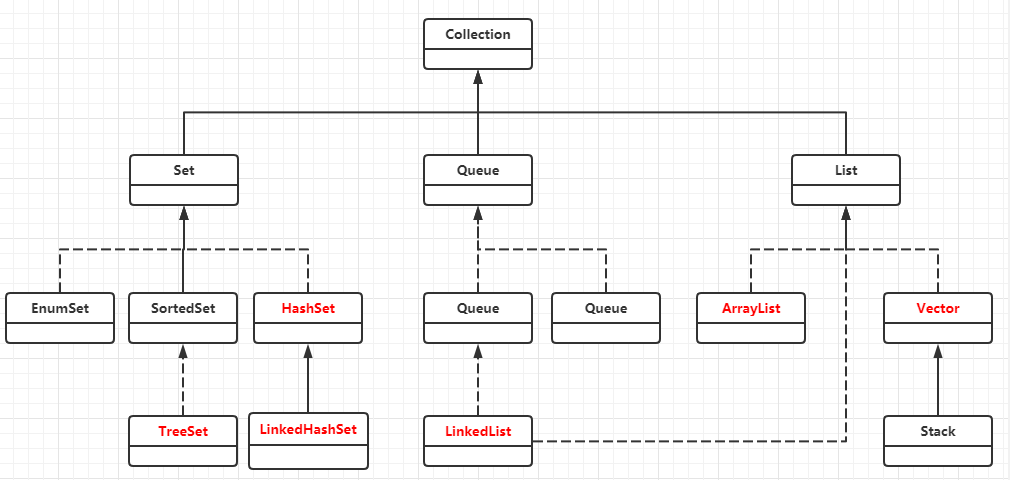 Collection
Set
Queue
List
EnumSet
SortedSet
HashSet
Queue
Queue
ArrayList
Vector
TreeSet
LinkedHashSet
LinkedList
Stack